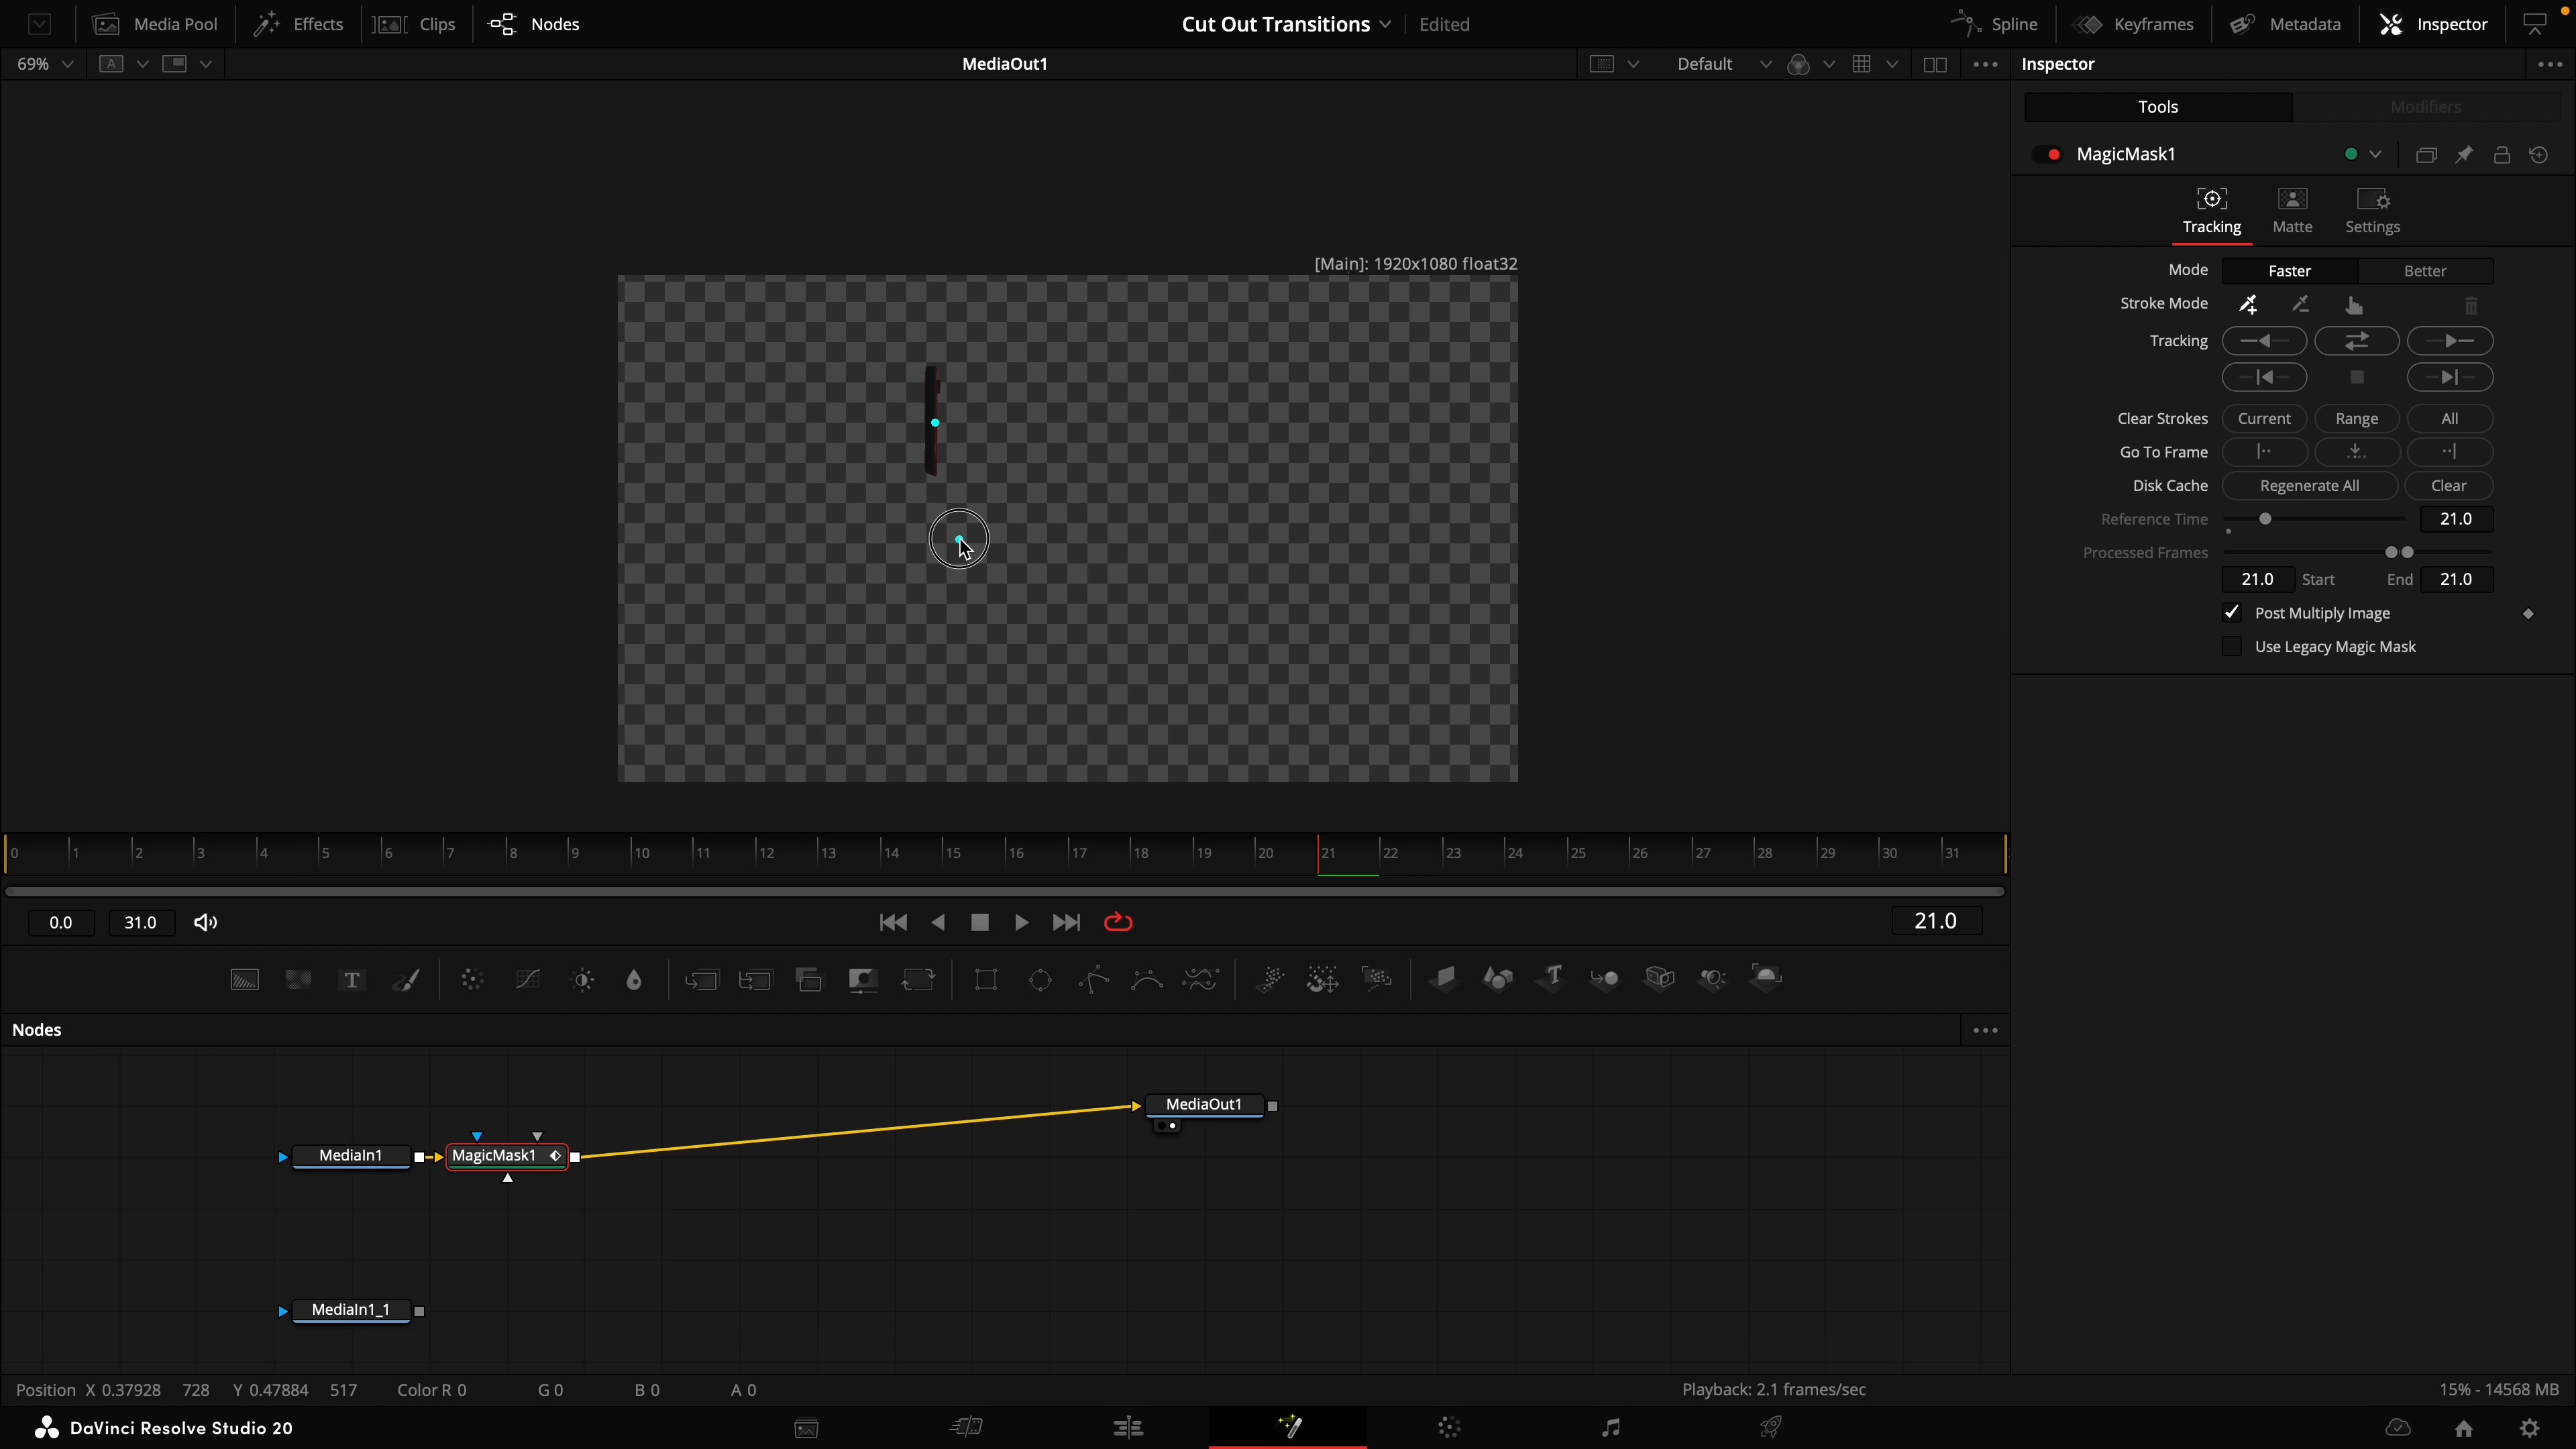 Media Pool Effects Clips Nodes Cut Out Transitions Edited Spline Keyframes Metadata Inspector
69% A MediaOut1 Default Inspector
Tools Modifiers
MagicMask1
Tracking Matte Settings
[Main]: 1920x1080 float32
Mode Faster Better
Stroke Mode
Tracking
Clear Strokes Current Range All
Go To Frame
Disk Cache Regenerate All Clear
Reference Time 21.0
Processed Frames
21.0 Start End 21.0
Post Multiply Image
Use Legacy Magic Mask
0 1 2 3 4 5 6 7 8 9 10 11 12 13 14 15 16 17 18 19 20 21 22 23 24 25 26 27 28 29 30 31
0.0 31.0 21.0
T T
Nodes
MediaOut1
MediaIn1 MagicMask1
MediaIn1_1
Position X 0.37928 728 Y 0.47884 517 Color R 0 G 0 B 0 A 0 Playback: 2.1 frames/sec 15% - 14568 MB
DaVinci Resolve Studio 20